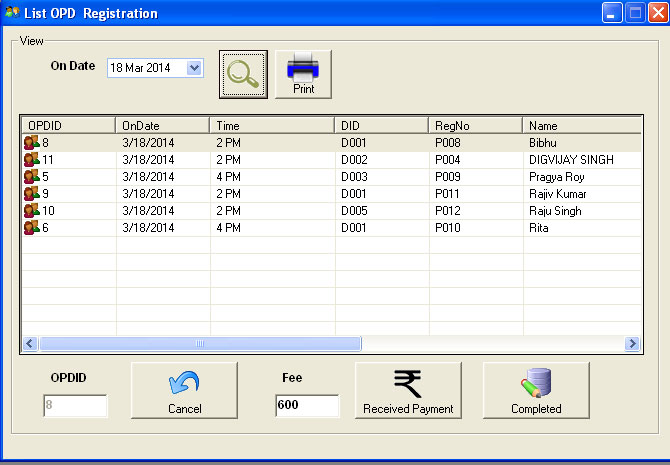 List OPD  Registration
View
On Date 18 Mar 2014
Print
OPDID OnDate Time DID RegNo Name
8 3/18/2014 2 PM D001 P008 Bibhu
11 3/18/2014 2 PM D002 P004 DIGVIJAY SINGH
5 3/18/2014 4 PM D003 P009 Pragya Roy
9 3/18/2014 2 PM D001 P011 Rajiv Kumar
10 3/18/2014 2 PM D005 P012 Raju Singh
6 3/18/2014 4 PM D001 P010 Rita
OPDID Fee ₹
8 Cancel 600 Received Payment Completed